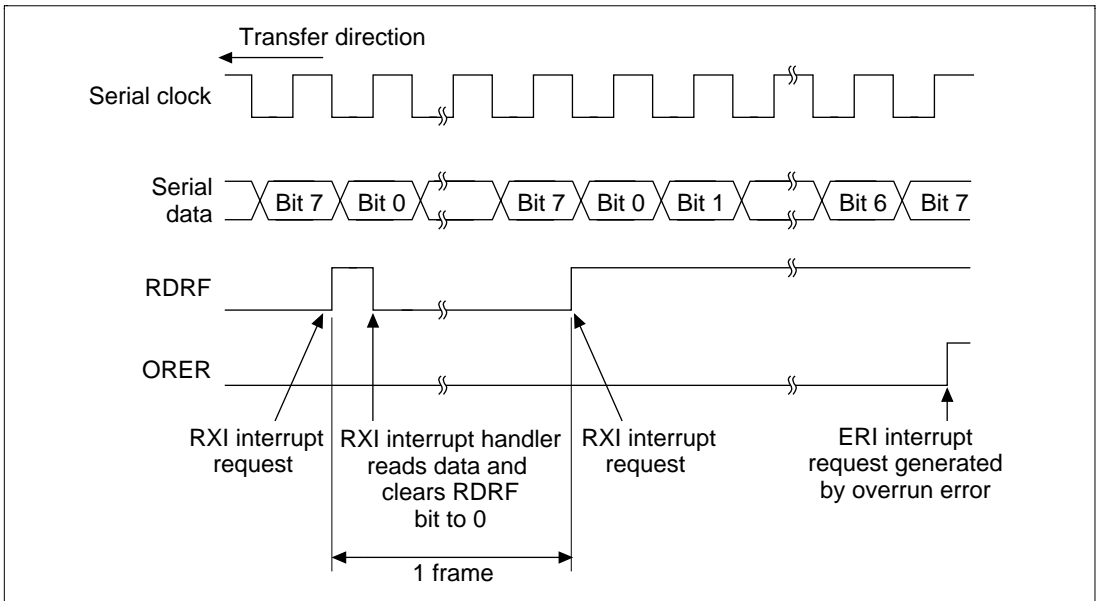 Transfer direction
Serial clock
Serial
data
Bit 7 Bit 0 Bit 7 Bit 0 Bit 1 Bit 6 Bit 7
RDRF
ORER
RXI interrupt
request
RXI interrupt handler
reads data and
clears RDRF
bit to 0
RXI interrupt
request
ERI interrupt
request generated
by overrun error
1 frame